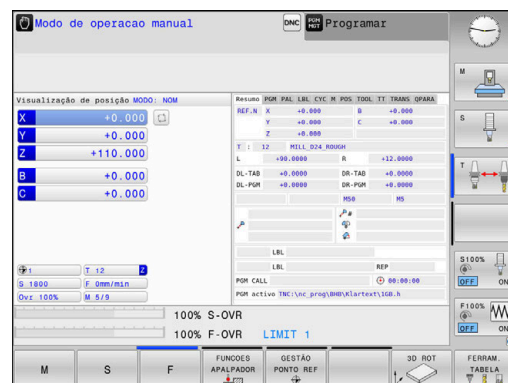 Modo de operacao manual
DNC
PGM MGT
Programar
Visualização de posição MODO: NOM
X +0.000
Y +0.000
Z +110.000
B +0.000
C +0.000
1 T 12 Z
S 1800 F 0mm/min
Ovr 100% M 5/9
Resumo PGM PAL LBL CYC M POS TOOL TT TRANS QPARA
REF.N X +0.000 B +0.000
Y +0.000 C +0.000
Z +0.000
T : 12 MILL_D24_ROUGH
L +90.0000 R +12.0000
DL-TAB +0.0000 DR-TAB +0.0000
DL-PGM +0.0000 DR-PGM +0.0000
M50 M5
LBL
LBL REP
PGM CALL 00:00:00
PGM activo TNC:\nc_prog\BHB\Klartext\1GB.h
100% S-OVR
100% F-OVR LIMIT 1
M
S
T
S100%
OFF ON
F100%
OFF ON
M
S
F
FUNCOES APALPADOR
GESTÃO PONTO REF
3D ROT
FERRAM. TABELA